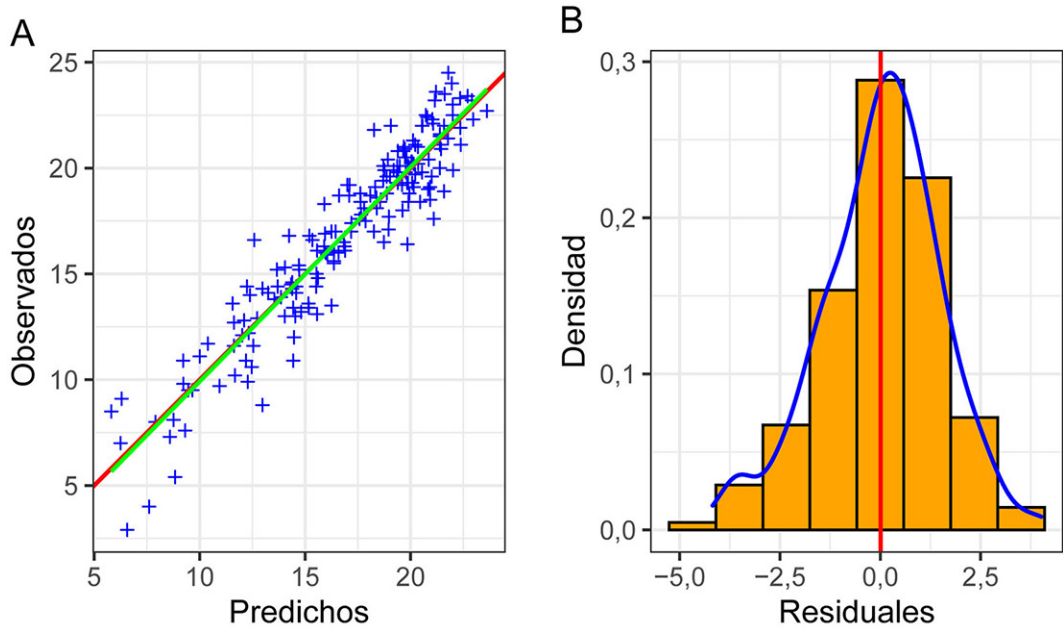 A
25
20
15
10
5
Observados
5
10
15
20
Predichos
B
0,3
0,2
0,1
0,0
Densidad
−5,0
−2,5
0,0
2,5
Residuales